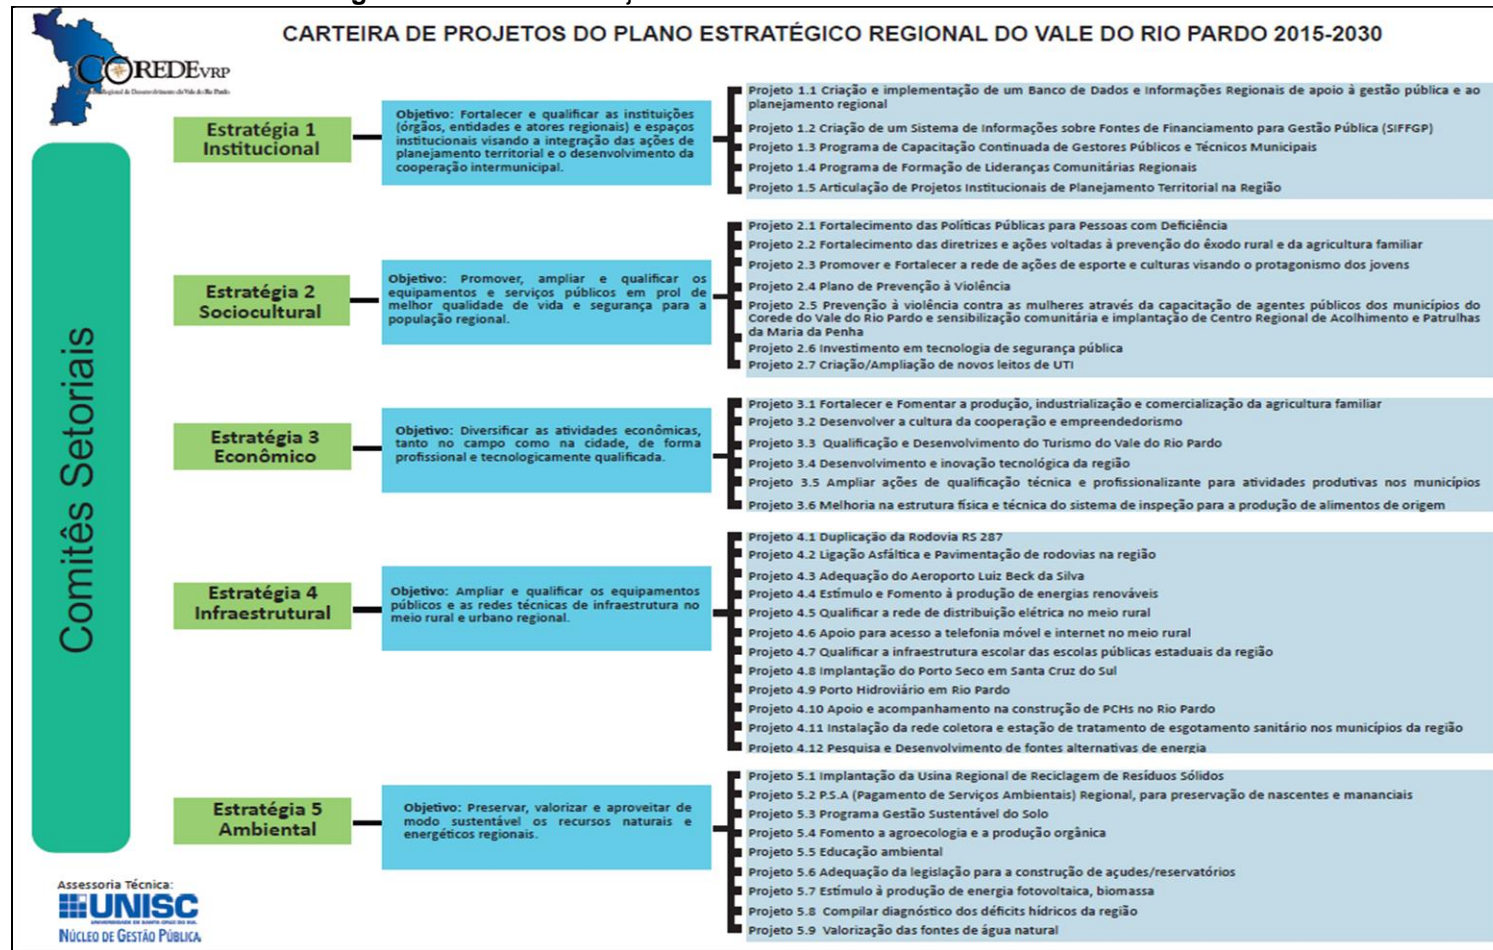 CARTEIRA DE PROJETOS DO PLANO ESTRATÉGICO REGIONAL DO VALE DO RIO PARDO 2015-2030
COREDEVRP
Comitês Setoriais
Estratégia 1
Institucional
Objetivo: Fortalecer e qualificar as instituições
(órgãos, entidades e atores regionais) e espaços
institucionais visando a integração das ações de
planejamento territorial e o desenvolvimento da
cooperação intermunicipal.
Projeto 1.1 Criação e implementação de um Banco de Dados e Informações Regionais de apoio à gestão pública e ao
planejamento regional
Projeto 1.2 Criação de um Sistema de Informações sobre Fontes de Financiamento para Gestão Pública (SIFFGP)
Projeto 1.3 Programa de Capacitação Continuada de Gestores Públicos e Técnicos Municipais
Projeto 1.4 Programa de Formação de Lideranças Comunitárias Regionais
Projeto 1.5 Articulação de Projetos Institucionais de Planejamento Territorial na Região
Estratégia 2
Sociocultural
Objetivo: Promover, ampliar e qualificar os
equipamentos e serviços públicos em prol de
melhor qualidade de vida e segurança para a
população regional.
Projeto 2.1 Fortalecimento das Políticas Públicas para Pessoas com Deficiência
Projeto 2.2 Fortalecimento das diretrizes e ações voltadas à prevenção do êxodo rural e da agricultura familiar
Projeto 2.3 Promover e Fortalecer a rede de ações de esporte e culturas visando o protagonismo dos jovens
Projeto 2.4 Plano de Prevenção à Violência
Projeto 2.5 Prevenção à violência contra as mulheres através da capacitação de agentes públicos dos municípios do
Corede do Vale do Rio Pardo e sensibilização comunitária e implantação de Centro Regional de Acolhimento e Patrulhas
da Maria da Penha
Projeto 2.6 Investimento em tecnologia de segurança pública
Projeto 2.7 Criação/Ampliação de novos leitos de UTI
Estratégia 3
Econômico
Objetivo: Diversificar as atividades econômicas,
tanto no campo como na cidade, de forma
profissional e tecnologicamente qualificada.
Projeto 3.1 Fortalecer e Fomentar a produção, industrialização e comercialização da agricultura familiar
Projeto 3.2 Desenvolver a cultura da cooperação e empreendedorismo
Projeto 3.3 Qualificação e Desenvolvimento do Turismo do Vale do Rio Pardo
Projeto 3.4 Desenvolvimento e inovação tecnológica da região
Projeto 3.5 Ampliar ações de qualificação técnica e profissionalizante para atividades produtivas nos municípios
Projeto 3.6 Melhoria na estrutura física e técnica do sistema de inspeção para a produção de alimentos de origem
Estratégia 4
Infraestrutural
Objetivo: Ampliar e qualificar os equipamentos
públicos e as redes técnicas de infraestrutura no
meio rural e urbano regional.
Projeto 4.1 Duplicação da Rodovia RS 287
Projeto 4.2 Ligação Asfáltica e Pavimentação de rodovias na região
Projeto 4.3 Adequação do Aeroporto Luiz Beck da Silva
Projeto 4.4 Estímulo e Fomento à produção de energias renováveis
Projeto 4.5 Qualificar a rede de distribuição elétrica no meio rural
Projeto 4.6 Apoio para acesso a telefonia móvel e internet no meio rural
Projeto 4.7 Qualificar a infraestrutura escolar das escolas públicas estaduais da região
Projeto 4.8 Implantação do Porto Seco em Santa Cruz do Sul
Projeto 4.9 Porto Hidroviário em Rio Pardo
Projeto 4.10 Apoio e acompanhamento na construção de PCHs no Rio Pardo
Projeto 4.11 Instalação da rede coletora e estação de tratamento de esgotamento sanitário nos municípios da região
Projeto 4.12 Pesquisa e Desenvolvimento de fontes alternativas de energia
Estratégia 5
Ambiental
Objetivo: Preservar, valorizar e aproveitar de
modo sustentável os recursos naturais e
energéticos regionais.
Projeto 5.1 Implantação da Usina Regional de Reciclagem de Resíduos Sólidos
Projeto 5.2 P.S.A (Pagamento de Serviços Ambientais) Regional, para preservação de nascentes e mananciais
Projeto 5.3 Programa Gestão Sustentável do Solo
Projeto 5.4 Fomento a agroecologia e a produção orgânica
Projeto 5.5 Educação ambiental
Projeto 5.6 Adequação da legislação para a construção de açudes/reservatórios
Projeto 5.7 Estímulo à produção de energia fotovoltaica, biomassa
Projeto 5.8 Compilar diagnóstico dos déficits hídricos da região
Projeto 5.9 Valorização das fontes de água natural
Assessoria Técnica:
UNISC
UNIVERSIDADE DE SANTA CRUZ DO SUL
NÚCLEO DE GESTÃO PÚBLICA